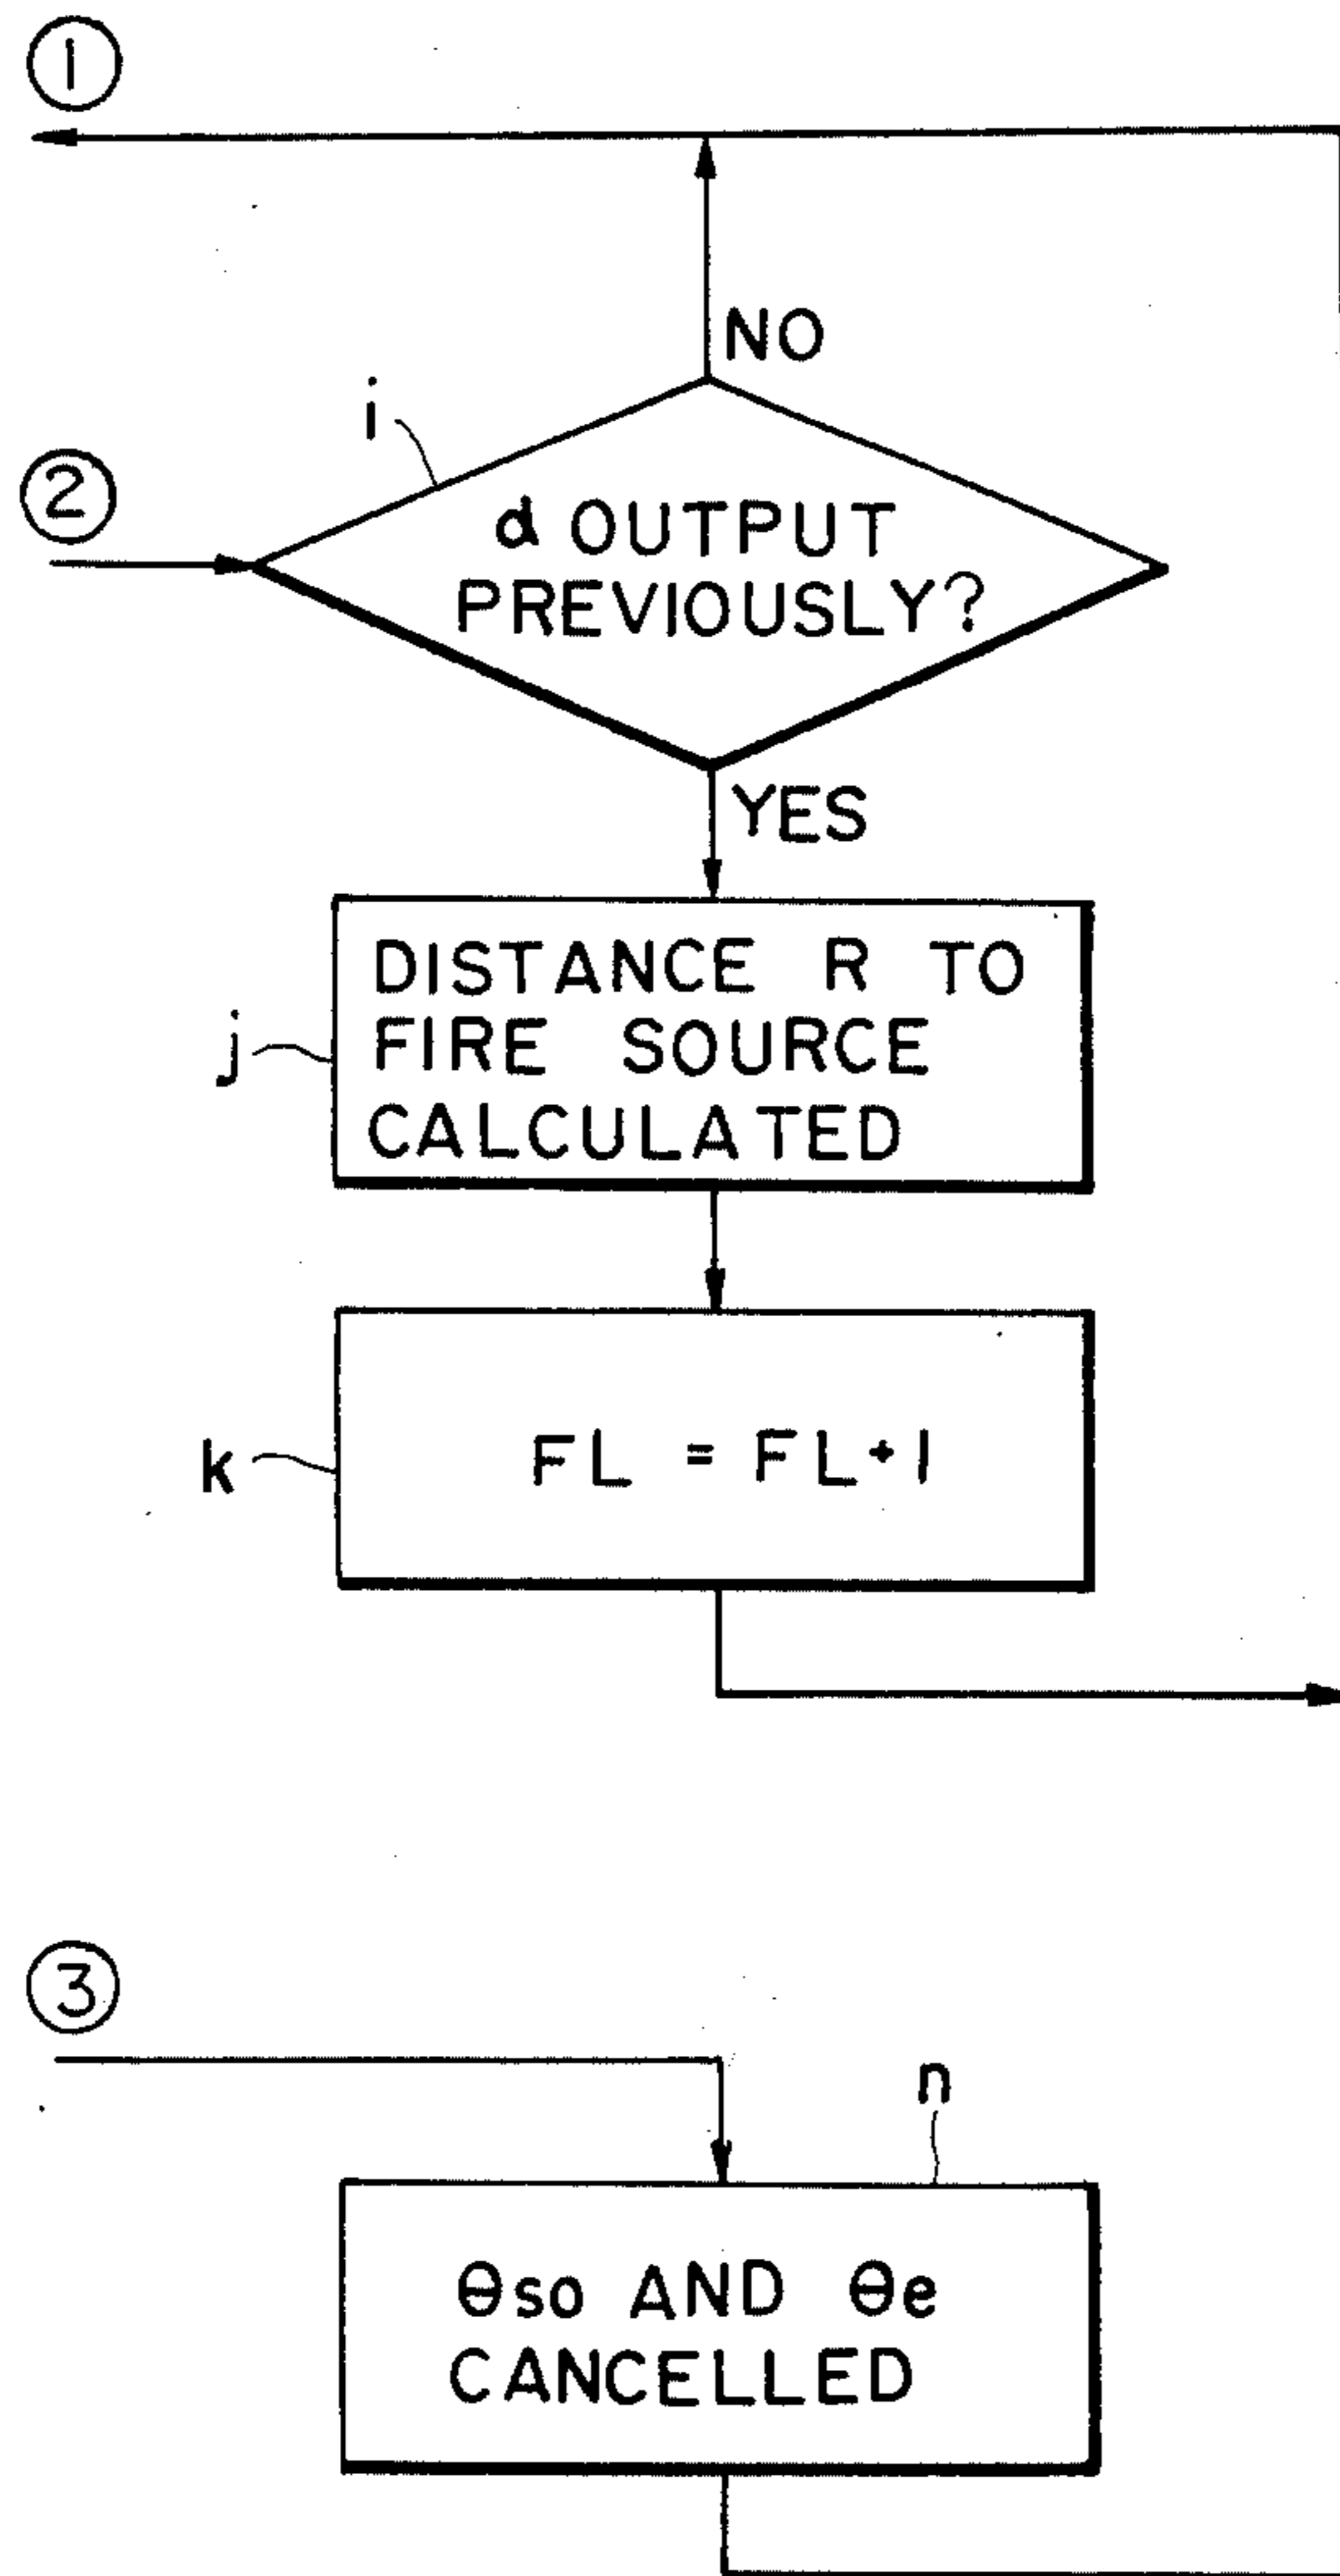 ①
NO
i
②
α OUTPUT
PREVIOUSLY?
YES
DISTANCE R TO
FIRE SOURCE
CALCULATED
j
FL = FL+1
k
③
n
θso AND θe
CANCELLED